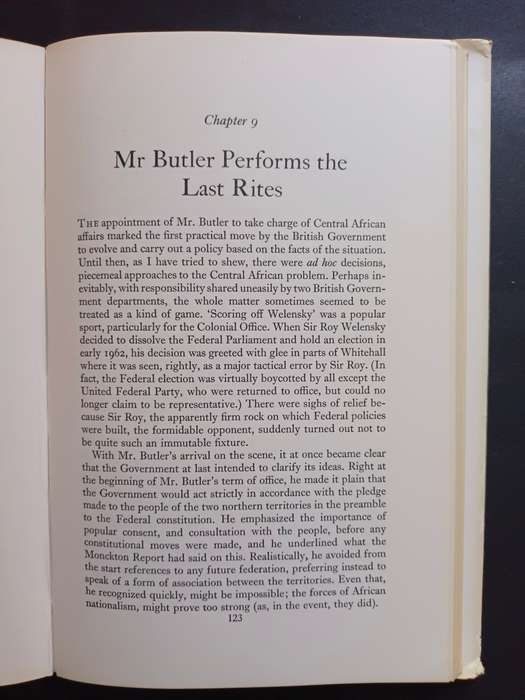 Chapter 9
Mr Butler Performs the
Last Rites
THE appointment of Mr. Butler to take charge of Central African
affairs marked the first practical move by the British Government
to evolve and carry out a policy based on the facts of the situation.
Until then, as I have tried to shew, there were ad hoc decisions,
piecemeal approaches to the Central African problem. Perhaps in-
evitably, with responsibility shared uneasily by two British Govern-
ment departments, the whole matter sometimes seemed to be
treated as a kind of game. 'Scoring off Welensky' was a popular
sport, particularly for the Colonial Office. When Sir Roy Welensky
decided to dissolve the Federal Parliament and hold an election in
early 1962, his decision was greeted with glee in parts of Whitehall
where it was seen, rightly, as a major tactical error by Sir Roy. (In
fact, the Federal election was virtually boycotted by all except the
United Federal Party, who were returned to office, but could no
longer claim to be representative.) There were sighs of relief be-
cause Sir Roy, the apparently firm rock on which Federal policies
were built, the formidable opponent, suddenly turned out not to
be quite such an immutable fixture.
With Mr. Butler's arrival on the scene, it at once became clear
that the Government at last intended to clarify its ideas. Right at
the beginning of Mr. Butler's term of office, he made it plain that
the Government would act strictly in accordance with the pledge
made to the people of the two northern territories in the preamble
to the Federal constitution. He emphasized the importance of
popular consent, and consultation with the people, before any
constitutional moves were made, and he underlined what the
Monckton Report had said on this. Realistically, he avoided from
the start references to any future federation, preferring instead to
speak of a form of association between the territories. Even that,
he recognized quickly, might be impossible; the forces of African
nationalism, might prove too strong (as, in the event, they did).
123